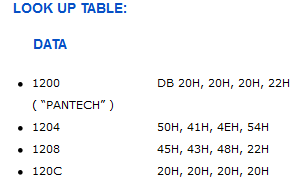 LOOK UP TABLE:
DATA
• 1200 DB 20H, 20H, 20H, 22H
( “PANTECH” )
• 1204 50H, 41H, 4EH, 54H
• 1208 45H, 43H, 48H, 22H
• 120C 20H, 20H, 20H, 20H